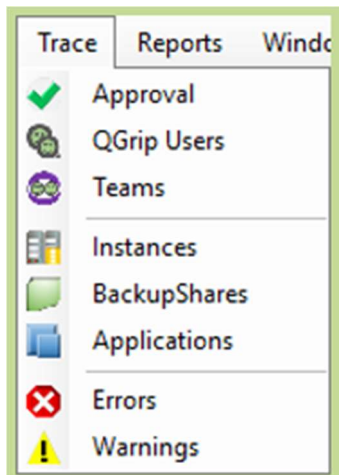 Trace Reports
Approval
QGrip Users
Teams
Instances
BackupShares
Applications
Errors
Warnings